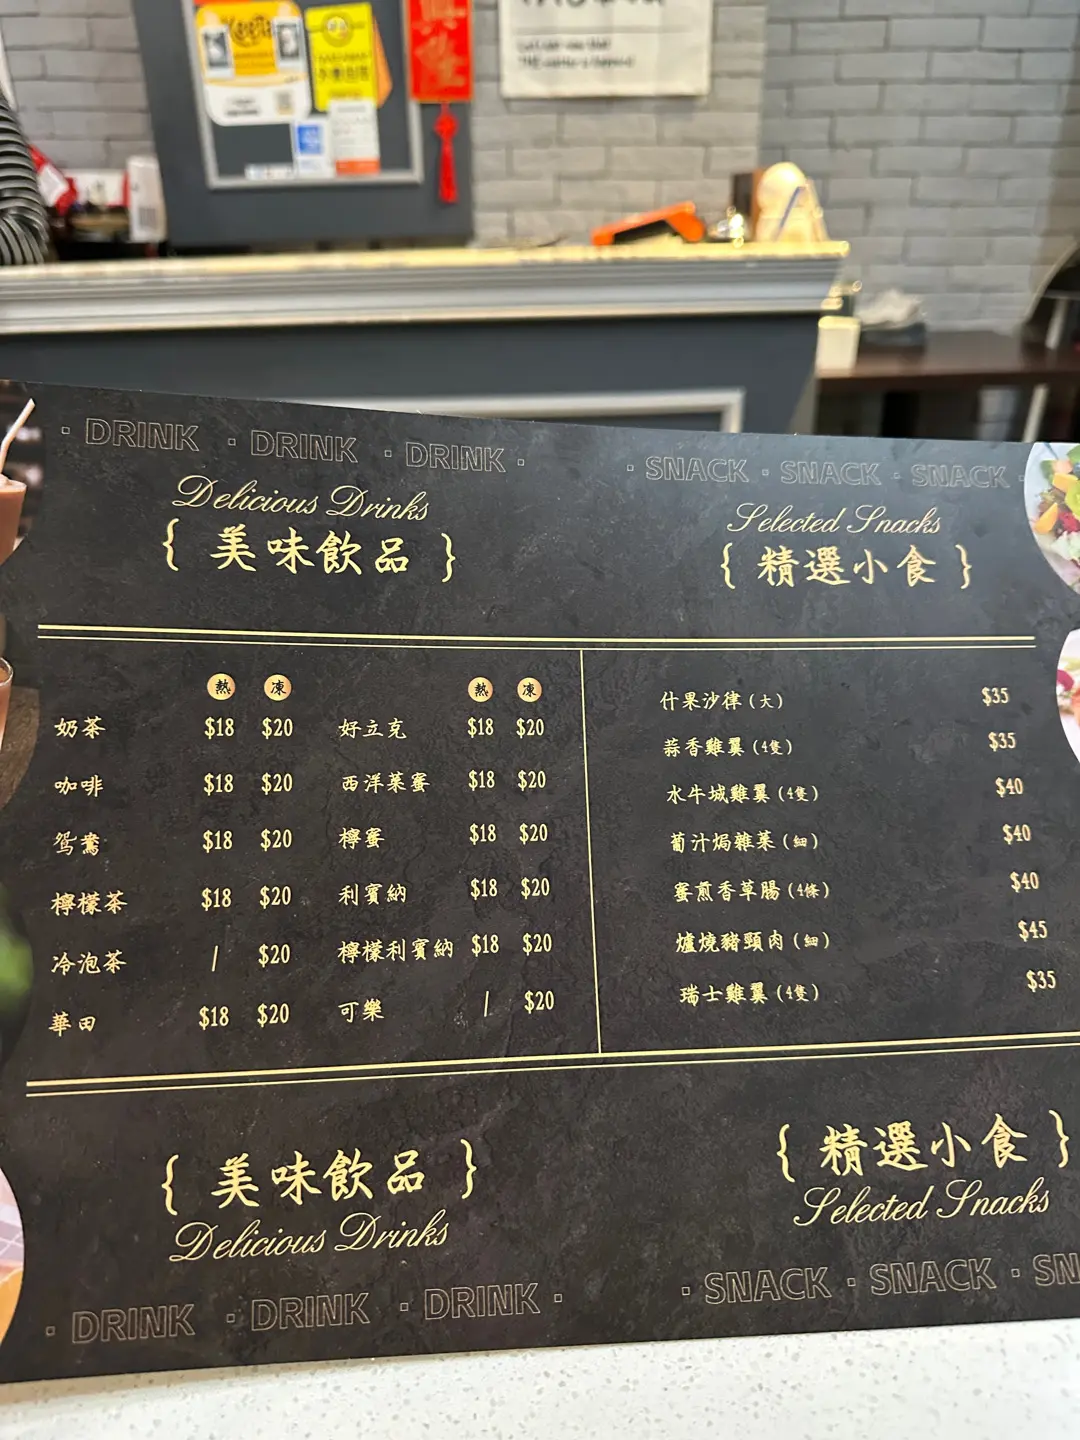 KeeTa
· DRINK · DRINK · DRINK ·
Delicious Drinks
{ 美味飲品 }
熱 凍 熱 凍
奶茶 $18 $20 好立克 $18 $20
咖啡 $18 $20 西洋菜蜜 $18 $20
鴛鴦 $18 $20 檸蜜 $18 $20
檸檬茶 $18 $20 利賓納 $18 $20
冷泡茶 / $20 檸檬利賓納 $18 $20
華田 $18 $20 可樂 / $20
· SNACK · SNACK · SNACK ·
Selected Snacks
{ 精選小食 }
什果沙律 (大) $35
蒜香雞翼 (4隻) $35
水牛城雞翼 (4隻) $40
葡汁焗雜菜 (細) $40
蜜煎香草腸 (4條) $40
爐燒豬頸肉 (細) $45
瑞士雞翼 (4隻) $35
{ 美味飲品 }
Delicious Drinks
· DRINK · DRINK · DRINK ·
{ 精選小食 }
Selected Snacks
· SNACK · SNACK · SN